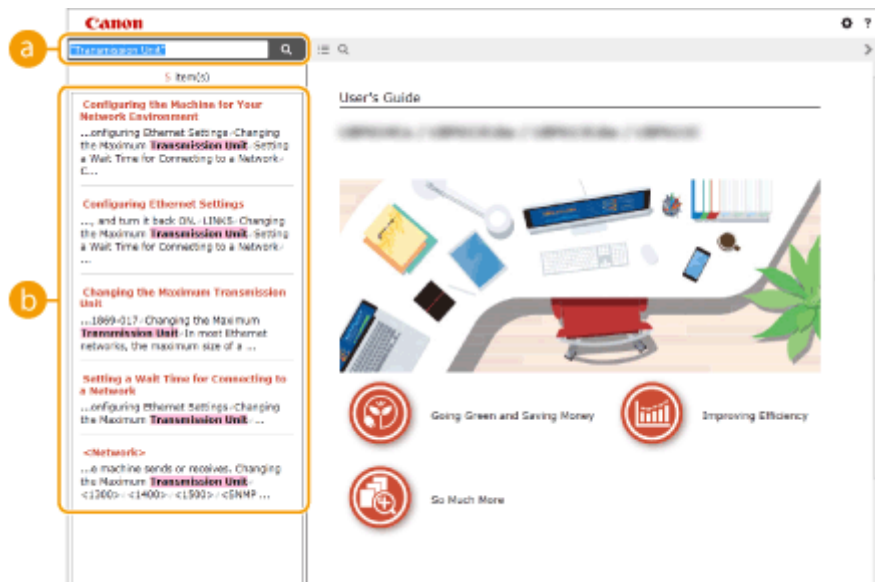 Canon
?
a
"Transmission Unit"
5 item(s)
b
Configuring the Machine for Your
Network Environment
...onfiguring Ethernet Settings Changing
the Maximum Transmission Unit Setting
a Wait Time for Connecting to a Network
C...
Configuring Ethernet Settings
..., and turn it back ON. LINKS Changing
the Maximum Transmission Unit Setting
a Wait Time for Connecting to a Network
...
Changing the Maximum Transmission
Unit
...1869-017 Changing the Maximum
Transmission Unit In most Ethernet
networks, the maximum size of a ...
Setting a Wait Time for Connecting to
a Network
...onfiguring Ethernet Settings Changing
the Maximum Transmission Unit ...
<Network>
...e machine sends or receives. Changing
the Maximum Transmission Unit
<1300> <1400> <1500> <SNMP ...
User's Guide
Going Green and Saving Money
Improving Efficiency
So Much More